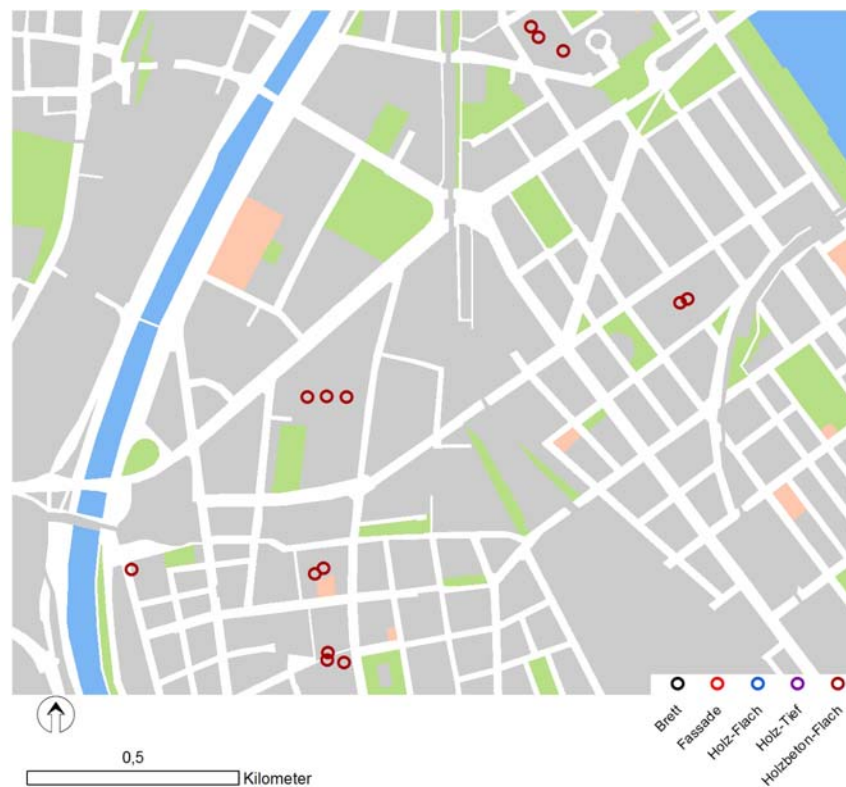 Brett
Fassade
Holz-Flach
Holz-Tief
Holzbeton-Flach
0,5
Kilometer